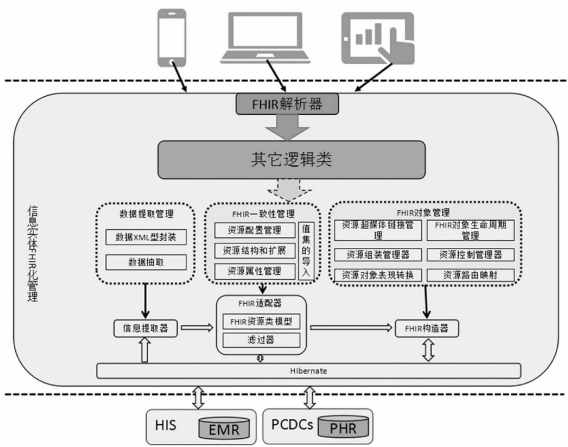 FHIR解析器
其它逻辑类
信息实体FHIR化管理
数据提取管理
数据XML型封装
数据抽取
FHIR一致性管理
资源配置管理
资源结构和扩展
资源属性管理
值集的导入
FHIR对象管理
资源超媒体链接管理
FHIR对象生命周期管理
资源组装管理器
资源控制管理器
资源对象表现转换
资源路由映射
信息提取器
FHIR适配器
FHIR资源类模型
滤过器
FHIR构造器
Hibernate
HIS
EMR
PCDCs
PHR